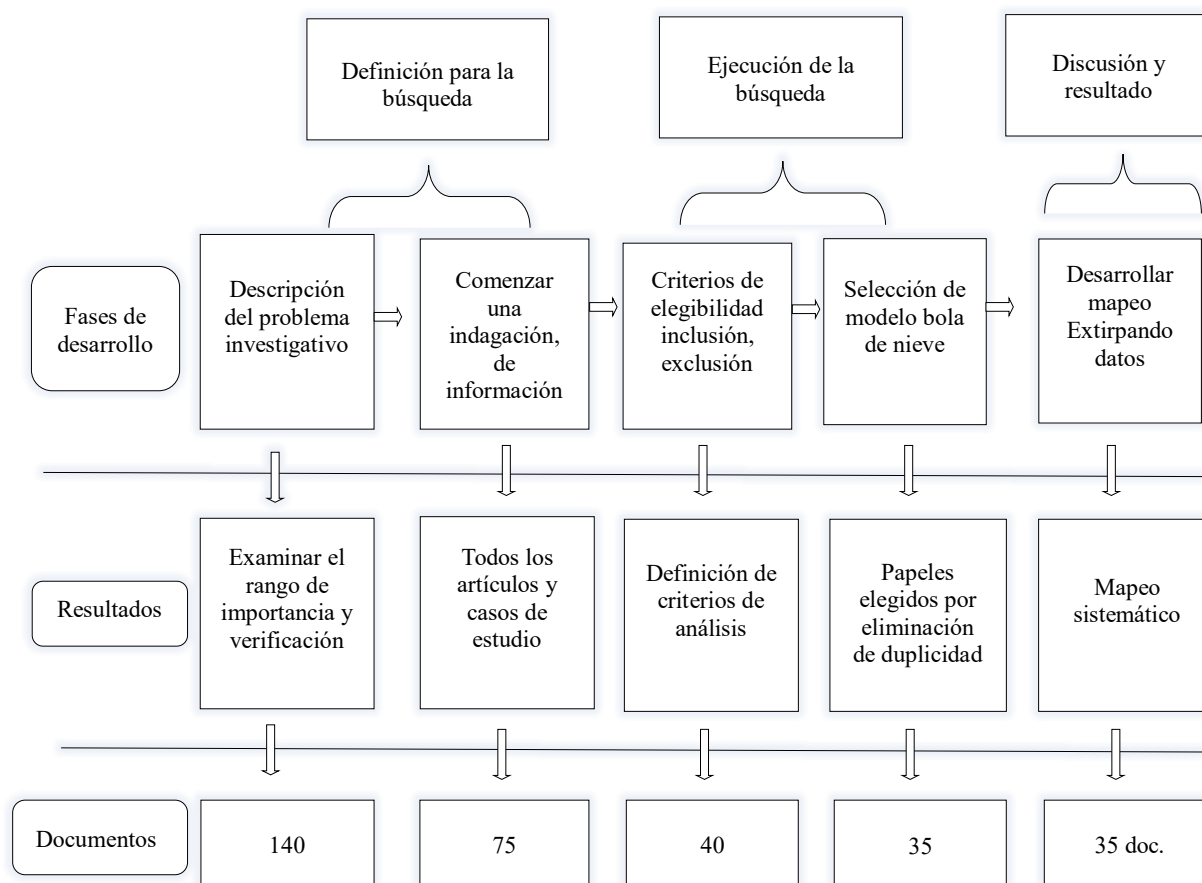 Definición para la
búsqueda
Ejecución de la
búsqueda
Discusión y
resultado
Fases de
desarrollo
Descripción
del problema
investigativo
Comenzar
una
indagación,
de
información
Criterios de
elegibilidad
inclusión,
exclusión
Selección de
modelo bola
de nieve
Desarrollar
mapeo
Extirpando
datos
Resultados
Examinar el
rango de
importancia y
verificación
Todos los
artículos y
casos de
estudio
Definición de
criterios de
análisis
Papeles
elegidos por
eliminación
de duplicidad
Mapeo
sistemático
Documentos
140
75
40
35
35 doc.